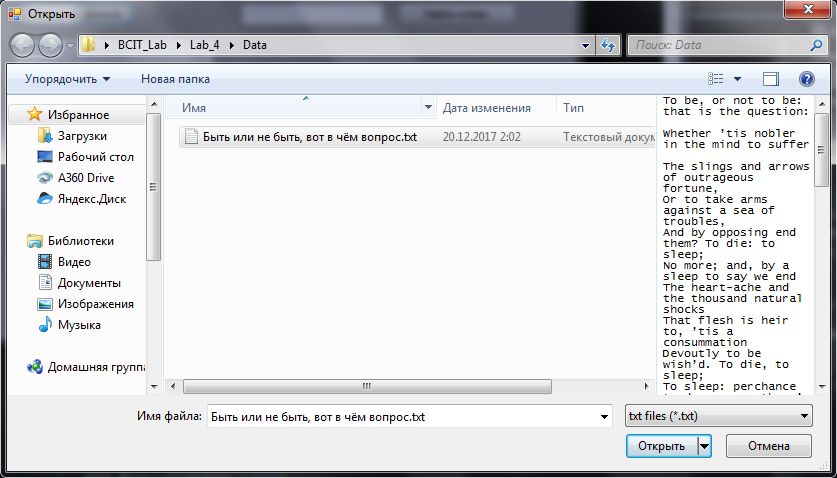 Открыть
BCIT_Lab Lab_4 Data
Поиск: Data
Упорядочить Новая папка
Имя Дата изменения Тип
Избранное
Загрузки
Рабочий стол
A360 Drive
Яндекс.Диск
Библиотеки
Видео
Документы
Изображения
Музыка
Домашняя группа
Быть или не быть, вот в чём вопрос.txt 20.12.2017 2:02 Текстовый докум
To be, or not to be:
that is the question:
Whether 'tis nobler
in the mind to suffer
The slings and arrows
of outrageous
fortune,
Or to take arms
against a sea of
troubles,
And by opposing end
them? To die: to
sleep;
No more; and, by a
sleep to say we end
The heart-ache and
the thousand natural
shocks
That flesh is heir
to, 'tis a
consummation
Devoutly to be
wish'd. To die, to
sleep;
To sleep: perchance
Имя файла: Быть или не быть, вот в чём вопрос.txt
txt files (*.txt)
Открыть Отмена